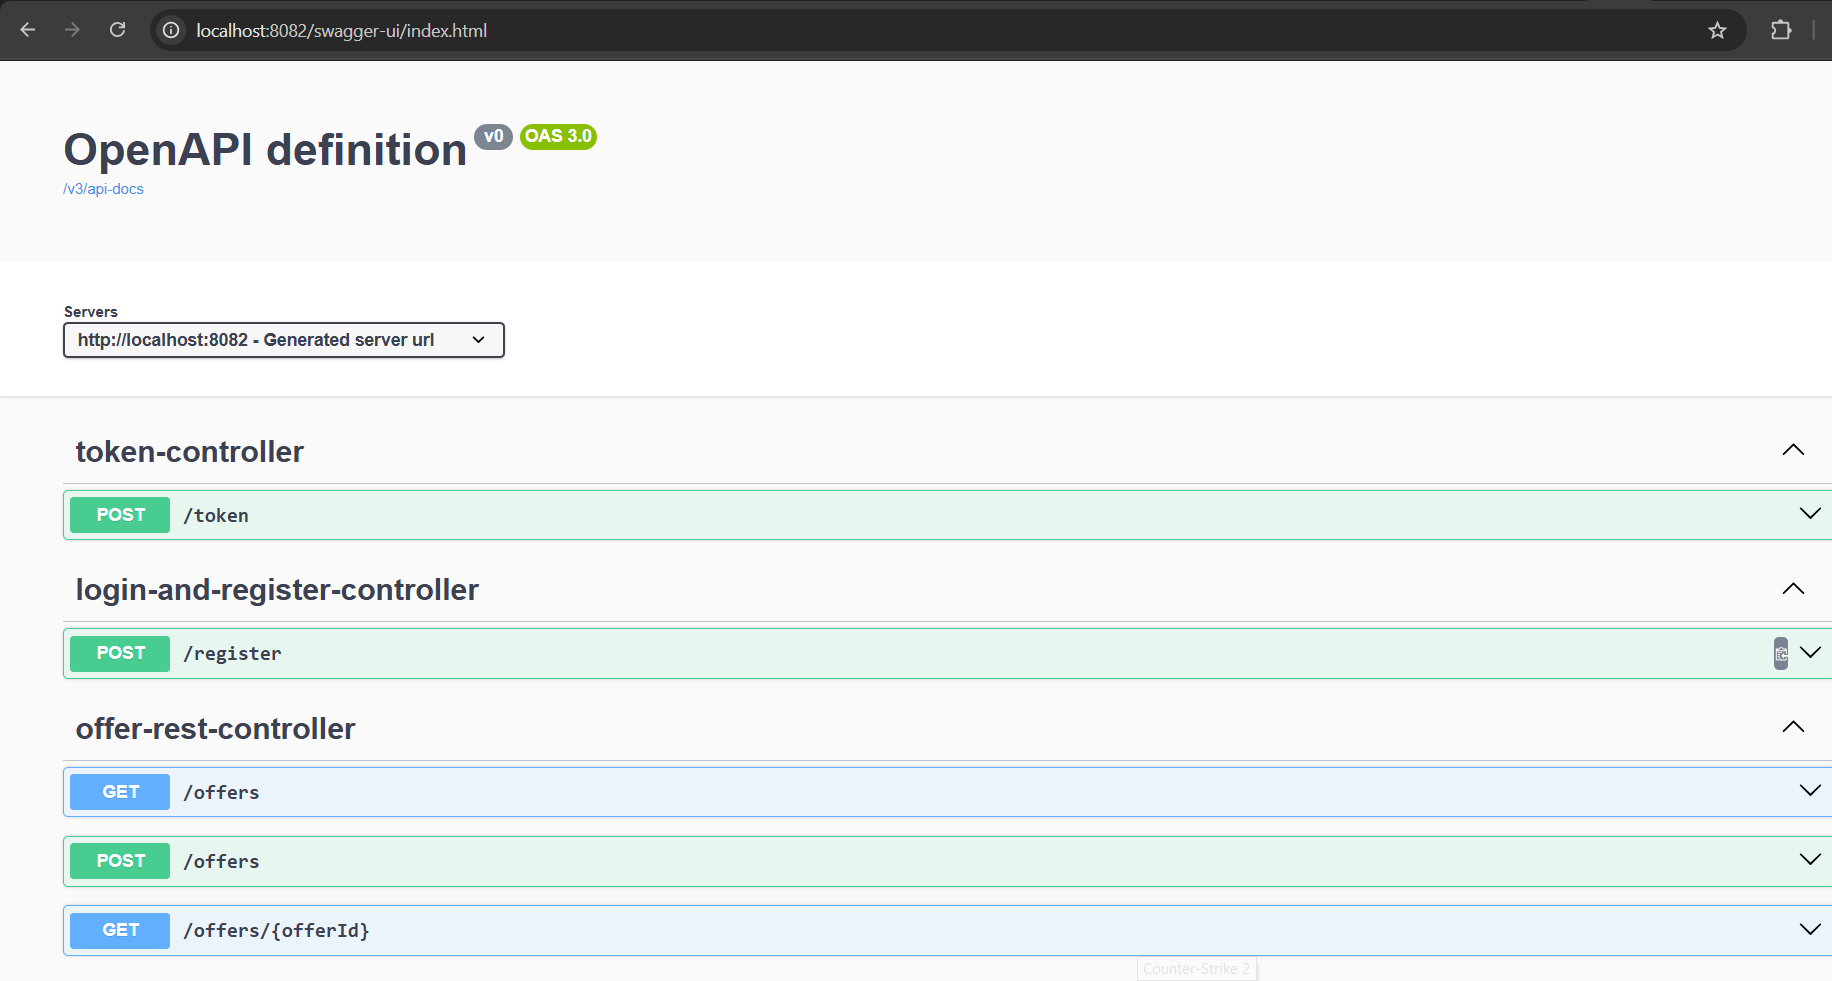 localhost:8082/swagger-ui/index.html
OpenAPI definition v0 OAS 3.0
/v3/api-docs
Servers
http://localhost:8082 - Generated server url
token-controller
POST /token
login-and-register-controller
POST /register
offer-rest-controller
GET /offers
POST /offers
GET /offers/{offerId}
Counter-Strike 2